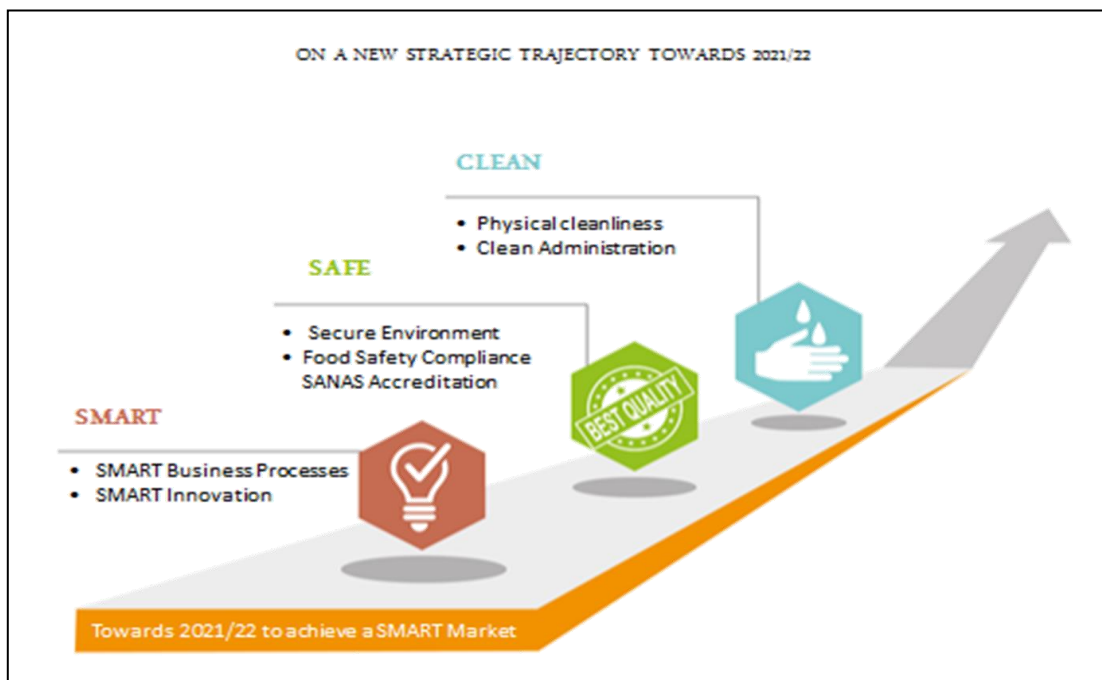 ON A NEW STRATEGIC TRAJECTORY TOWARDS 2021/22
CLEAN
• Physical cleanliness
• Clean Administration
SAFE
• Secure Environment
• Food Safety Compliance
SANAS Accreditation
BEST QUALITY
SMART
• SMART Business Processes
• SMART Innovation
Towards 2021/22 to achieve a SMART Market